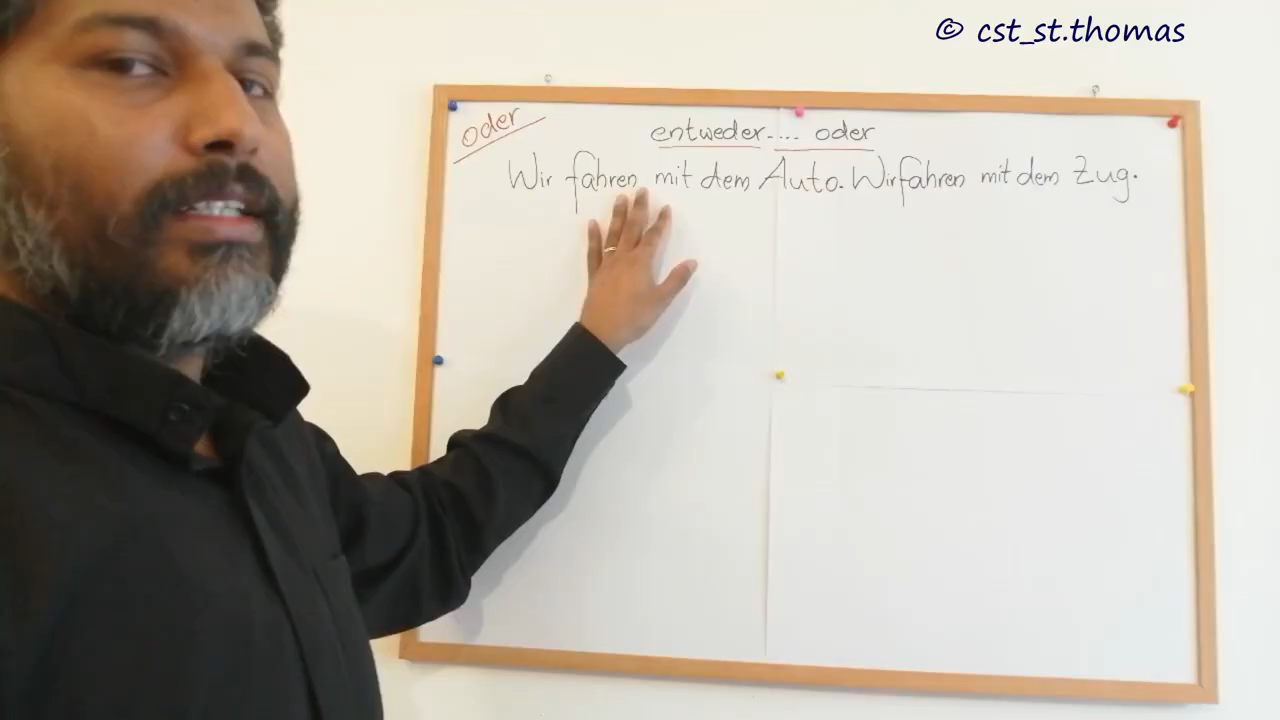 © cst_st.thomas
oder
entweder.... oder
Wir fahren mit dem Auto. Wir fahren mit dem Zug.